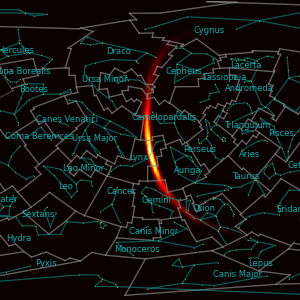 Cygnus
Hercules
Draco
Lacerta
Cepheus
Ursa Minor
Cassiopeia
Andromeda
Bootes
Camelopardalis
Canes Venatici
Triangulum
Coma Berenices
Ursa Major
Pisces
Perseus
Lynx
Aries
Leo Minor
Auriga
Taurus
Leo
Cancer
Gemini
Orion
Sextans
Canis Minor
Hydra
Monoceros
Pyxis
Lepus
Canis Major